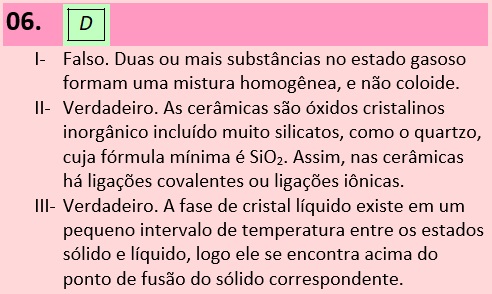 06. D
I- Falso. Duas ou mais substâncias no estado gasoso
formam uma mistura homogênea, e não coloide.
II- Verdadeiro. As cerâmicas são óxidos cristalinos
inorgânico incluído muito silicatos, como o quartzo,
cuja fórmula mínima é SiO₂. Assim, nas cerâmicas
há ligações covalentes ou ligações iônicas.
III- Verdadeiro. A fase de cristal líquido existe em um
pequeno intervalo de temperatura entre os estados
sólido e líquido, logo ele se encontra acima do
ponto de fusão do sólido correspondente.